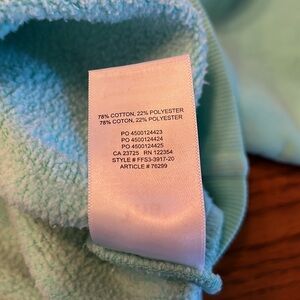 78% COTTON, 22% POLYESTER
78% COTON, 22% POLYESTER
PO 4500124423
PO 4500124424
PO 4500124425
CA 23725 RN 122354
STYLE # FFS3-3917-20
ARTICLE # 76299